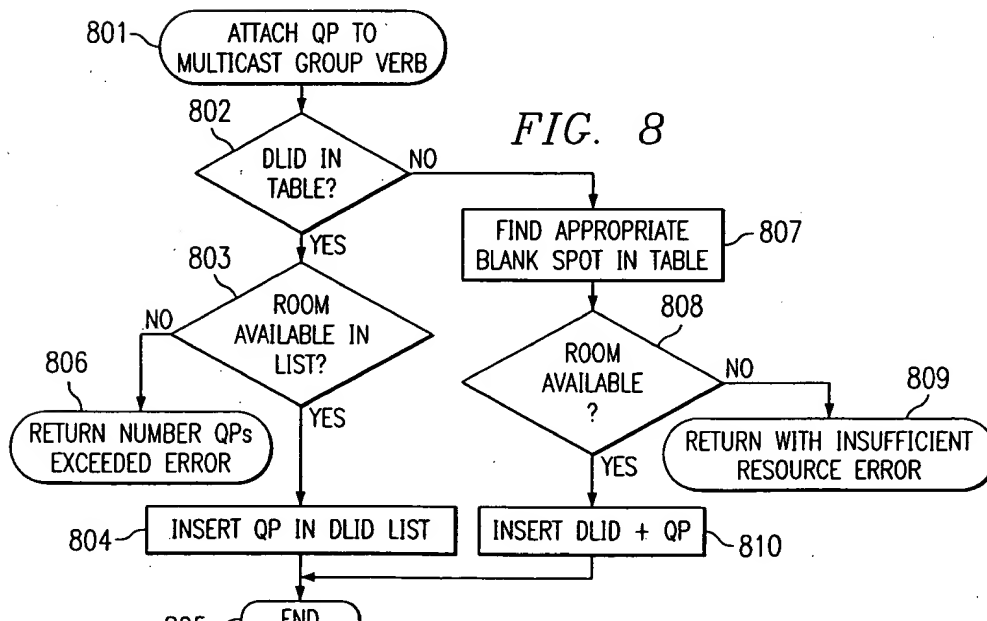 801
ATTACH QP TO
MULTICAST GROUP VERB
FIG. 8
802
DLID IN
TABLE?
NO
YES
FIND APPROPRIATE
BLANK SPOT IN TABLE
807
803
ROOM
AVAILABLE IN
LIST?
NO
YES
808
ROOM
AVAILABLE
?
NO
YES
806
RETURN NUMBER QPs
EXCEEDED ERROR
809
RETURN WITH INSUFFICIENT
RESOURCE ERROR
804
INSERT QP IN DLID LIST
INSERT DLID + QP
810
805
END